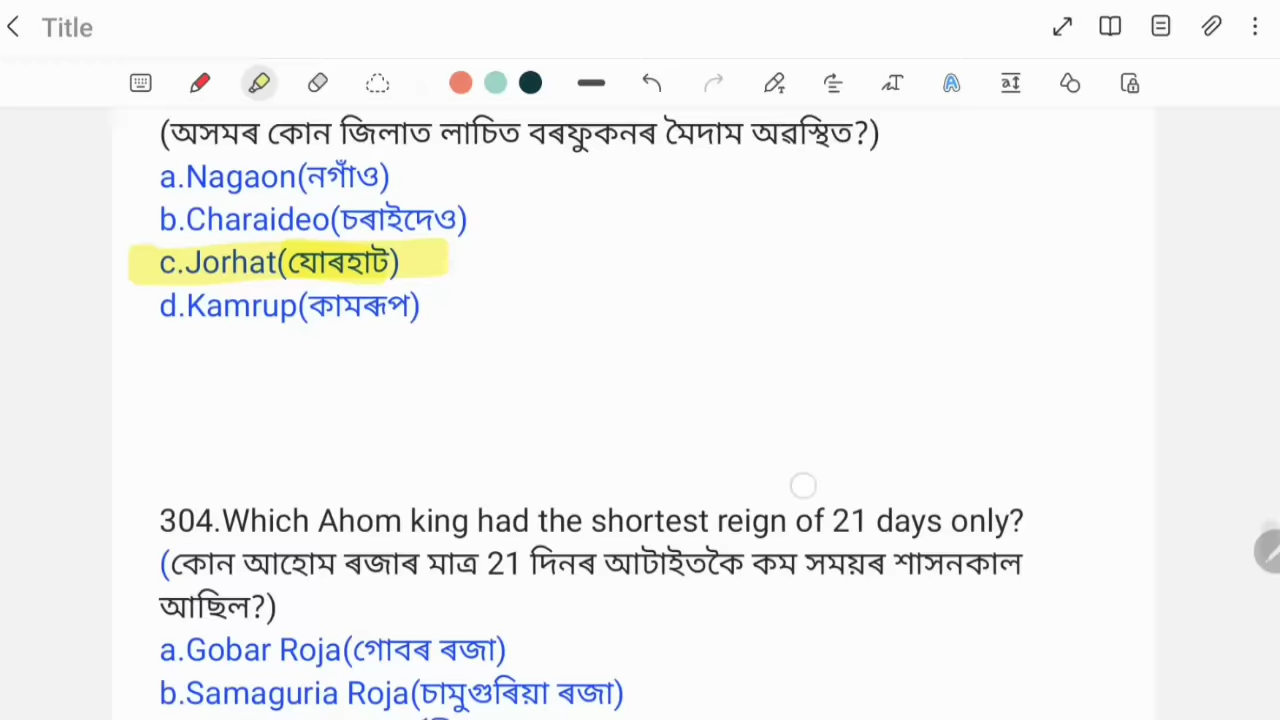 Title
(অসমৰ কোন জিলাত লাচিত বৰফুকনৰ মৈদাম অৱস্থিত?)
a.Nagaon(নগাঁও)
b.Charaideo(চৰাইদেও)
c.Jorhat(যোৰহাট)
d.Kamrup(কামৰূপ)
304.Which Ahom king had the shortest reign of 21 days only?
(কোন আহোম ৰজাৰ মাত্ৰ 21 দিনৰ আটাইতকৈ কম সময়ৰ শাসনকাল
আছিল?)
a.Gobar Roja(গোবৰ ৰজা)
b.Samaguria Roja(চামুগুৰিয়া ৰজা)